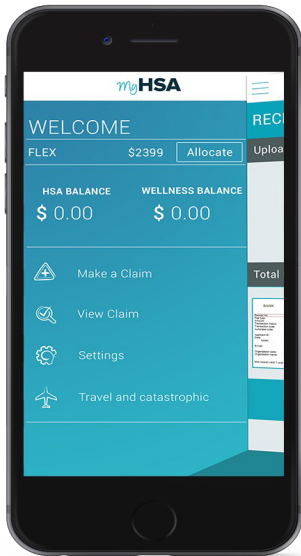 myHSA
WELCOME
RECE
FLEX $2399 Allocate
Uploa
HSA BALANCE WELLNESS BALANCE
$ 0.00 $ 0.00
Make a Claim
Total
View Claim
Settings
Travel and catastrophic